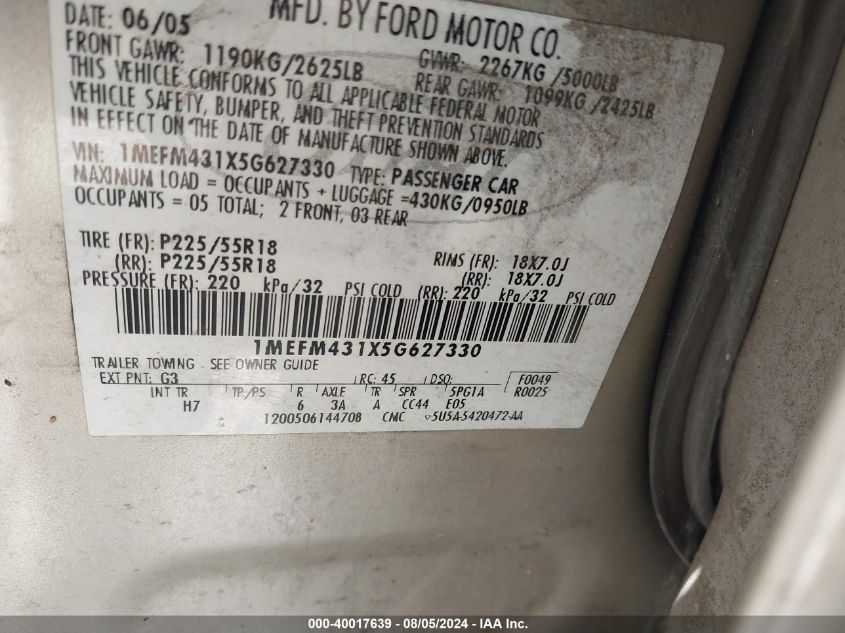 DATE: 06/05 MFD. BY FORD MOTOR CO.
FRONT GAWR: 1190KG/2625LB GVWR: 2267KG/5000LB
REAR GAWR: 1099KG/2425LB
THIS VEHICLE CONFORMS TO ALL APPLICABLE FEDERAL MOTOR
VEHICLE SAFETY, BUMPER, AND THEFT PREVENTION STANDARDS
IN EFFECT ON THE DATE OF MANUFACTURE SHOWN ABOVE.
VIN: 1MEFM431X5G627330 TYPE: PASSENGER CAR
MAXIMUM LOAD = OCCUPANTS + LUGGAGE =430KG/0950LB
OCCUPANTS = 05 TOTAL; 2 FRONT, 03 REAR
TIRE (FR): P225/55R18 RIMS (FR): 18X7.0J
(RR): P225/55R18 (RR): 18X7.0J
PRESSURE (FR): 220 kPa/32 PSI COLD (RR): 220 kPa/32 PSI COLD
1MEFM431X5G627330
TRAILER TOWING - SEE OWNER GUIDE
EXT PNT: G3 RC: 45 DSO: F0049
INT TR TP/PS R AXLE TR SPR 5PG1A R0025
H7 6 3A A CC44 E05
1200506144708 CMC 5U5A-5420472-AA
000-40017639 - 08/05/2024 - IAA Inc.